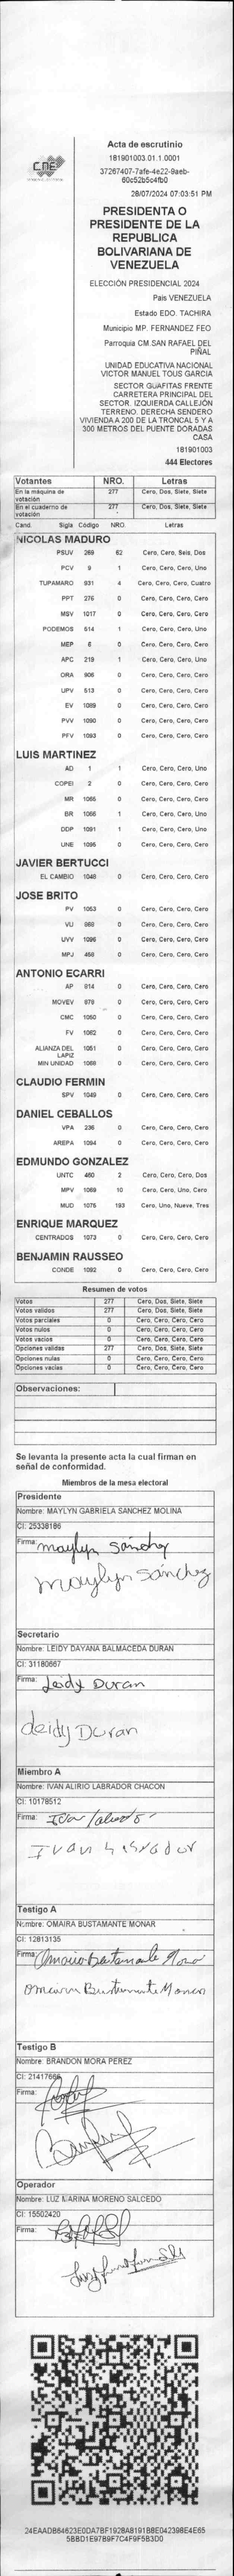 CNE
Acta de escrutinio
181901003.01.1.0001
37267407-7afe-4e22-9aeb-
60c52b5c4fb0
28/07/2024 07:03:51 PM
PRESIDENTA O
PRESIDENTE DE LA
REPUBLICA
BOLIVARIANA DE
VENEZUELA
ELECCIÓN PRESIDENCIAL 2024
País VENEZUELA
Estado EDO. TACHIRA
Municipio MP. FERNANDEZ FEO
Parroquia CM.SAN RAFAEL DEL
PIÑAL
UNIDAD EDUCATIVA NACIONAL
VICTOR MANUEL TOUS GARCIA
SECTOR GUAFITAS FRENTE
CARRETERA PRINCIPAL DEL
SECTOR. IZQUIERDA CALLEJÓN
TERRENO. DERECHA SENDERO
VIVIENDA A 200 DE LA TRONCAL 5 Y A
300 METROS DEL PUENTE DORADAS
CASA
181901003
444 Electores
Votantes NRO. Letras
En la máquina de votación 277 Cero, Dos, Siete, Siete
En el cuaderno de votación 277 Cero, Dos, Siete, Siete
Cand. Sigla Código NRO. Letras
NICOLAS MADURO
PSUV 269 62 Cero, Cero, Seis, Dos
PCV 9 1 Cero, Cero, Cero, Uno
TUPAMARO 931 4 Cero, Cero, Cero, Cuatro
PPT 276 0 Cero, Cero, Cero, Cero
MSV 1017 0 Cero, Cero, Cero, Cero
PODEMOS 514 1 Cero, Cero, Cero, Uno
MEP 6 0 Cero, Cero, Cero, Cero
APC 219 1 Cero, Cero, Cero, Uno
ORA 906 0 Cero, Cero, Cero, Cero
UPV 513 0 Cero, Cero, Cero, Cero
EV 1089 0 Cero, Cero, Cero, Cero
PVV 1090 0 Cero, Cero, Cero, Cero
PFV 1093 0 Cero, Cero, Cero, Cero
LUIS MARTINEZ
AD 1 1 Cero, Cero, Cero, Uno
COPEI 2 0 Cero, Cero, Cero, Cero
MR 1065 0 Cero, Cero, Cero, Cero
BR 1066 1 Cero, Cero, Cero, Uno
DDP 1091 1 Cero, Cero, Cero, Uno
UNE 1095 0 Cero, Cero, Cero, Cero
JAVIER BERTUCCI
EL CAMBIO 1048 0 Cero, Cero, Cero, Cero
JOSE BRITO
PV 1053 0 Cero, Cero, Cero, Cero
VU 969 0 Cero, Cero, Cero, Cero
UVV 1096 0 Cero, Cero, Cero, Cero
MPJ 458 0 Cero, Cero, Cero, Cero
ANTONIO ECARRI
AP 914 0 Cero, Cero, Cero, Cero
MOVEV 979 0 Cero, Cero, Cero, Cero
CMC 1050 0 Cero, Cero, Cero, Cero
FV 1082 0 Cero, Cero, Cero, Cero
ALIANZA DEL LAPIZ 1051 0 Cero, Cero, Cero, Cero
MIN UNIDAD 1088 0 Cero, Cero, Cero, Cero
CLAUDIO FERMIN
SPV 1049 0 Cero, Cero, Cero, Cero
DANIEL CEBALLOS
VPA 236 0 Cero, Cero, Cero, Cero
AREPA 1094 0 Cero, Cero, Cero, Cero
EDMUNDO GONZALEZ
UNTC 460 2 Cero, Cero, Cero, Dos
MPV 1069 10 Cero, Cero, Uno, Cero
MUD 1075 193 Cero, Uno, Nueve, Tres
ENRIQUE MARQUEZ
CENTRADOS 1073 0 Cero, Cero, Cero, Cero
BENJAMIN RAUSSEO
CONDE 1092 0 Cero, Cero, Cero, Cero
Resumen de votos
Votos 277 Cero, Dos, Siete, Siete
Votos validos 277 Cero, Dos, Siete, Siete
Votos parciales 0 Cero, Cero, Cero, Cero
Votos nulos 0 Cero, Cero, Cero, Cero
Votos vacios 0 Cero, Cero, Cero, Cero
Opciones validas 277 Cero, Dos, Siete, Siete
Opciones nulas 0 Cero, Cero, Cero, Cero
Opciones vacias 0 Cero, Cero, Cero, Cero
Observaciones:
Se levanta la presente acta la cual firman en
señal de conformidad.
Miembros de la mesa electoral
Presidente
Nombre: MAYLYN GABRIELA SANCHEZ MOLINA
CI: 25338186
Firma: maylyn Sánchez
maylyn Sánchez
Secretario
Nombre: LEIDY DAYANA BALMACEDA DURAN
CI: 31180667
Firma: Leidy Duran
Leidy Duran
Miembro A
Nombre: IVAN ALIRIO LABRADOR CHACON
CI: 10178512
Firma: Ivan Labrador
Ivan Labrador
Testigo A
Nombre: OMAIRA BUSTAMANTE MONAR
CI: 12813135
Firma: Omaira Bustamante Monar
Omaira Bustamante Monar
Testigo B
Nombre: BRANDON MORA PEREZ
CI: 21417666
Firma:
Operador
Nombre: LUZ MARINA MORENO SALCEDO
CI: 15502420
Firma:
24EAADB64623E0DA7BF1928A8191B8E042398E4E65
5BBD1E97B9F7C4F9F5B3D0